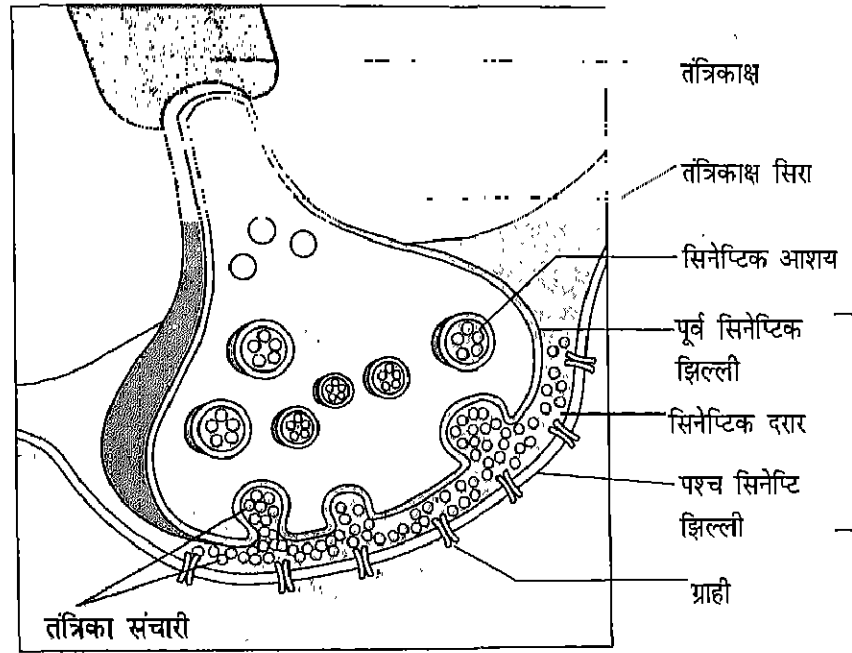 तंत्रिकाक्ष
तंत्रिकाक्ष सिरा
सिनेप्टिक आशय
पूर्व सिनेप्टिक
झिल्ली
सिनेप्टिक दरार
पश्च सिनेप्टि
झिल्ली
ग्राही
तंत्रिका संचारी